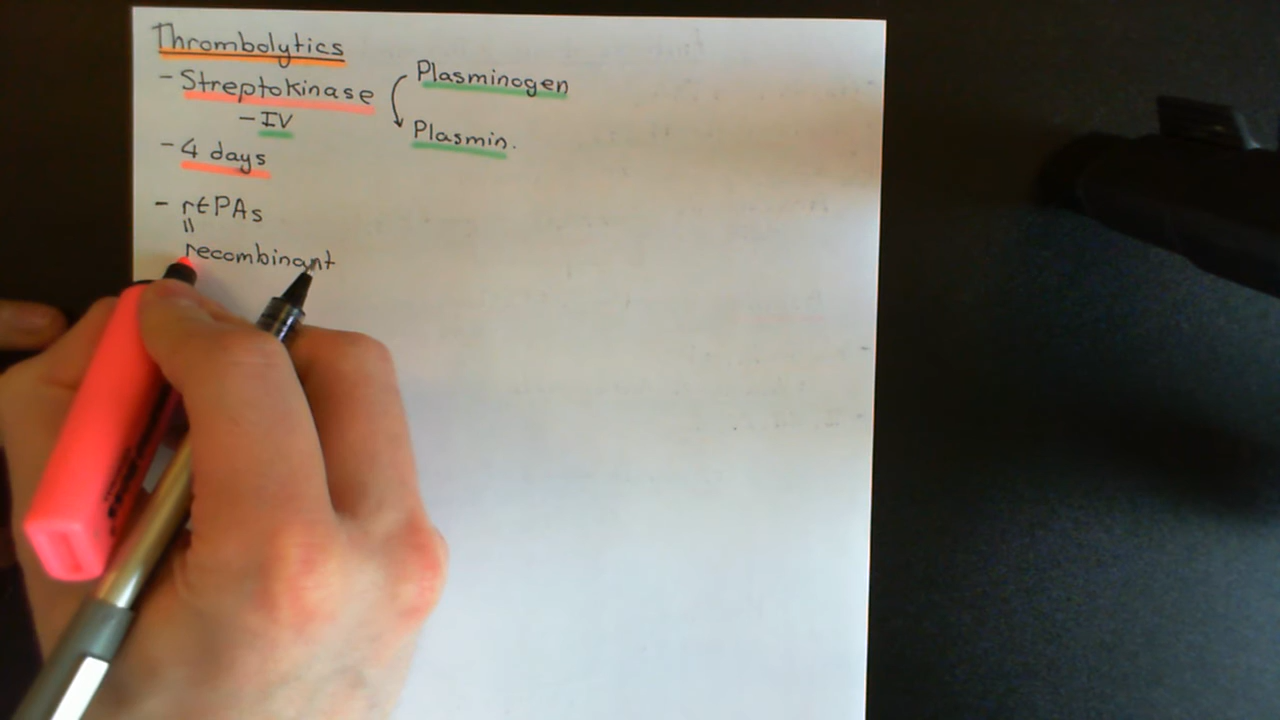 Thrombolytics
- Streptokinase
- IV
Plasminogen
Plasmin.
- 4 days
- rtPAs
"
recombinant